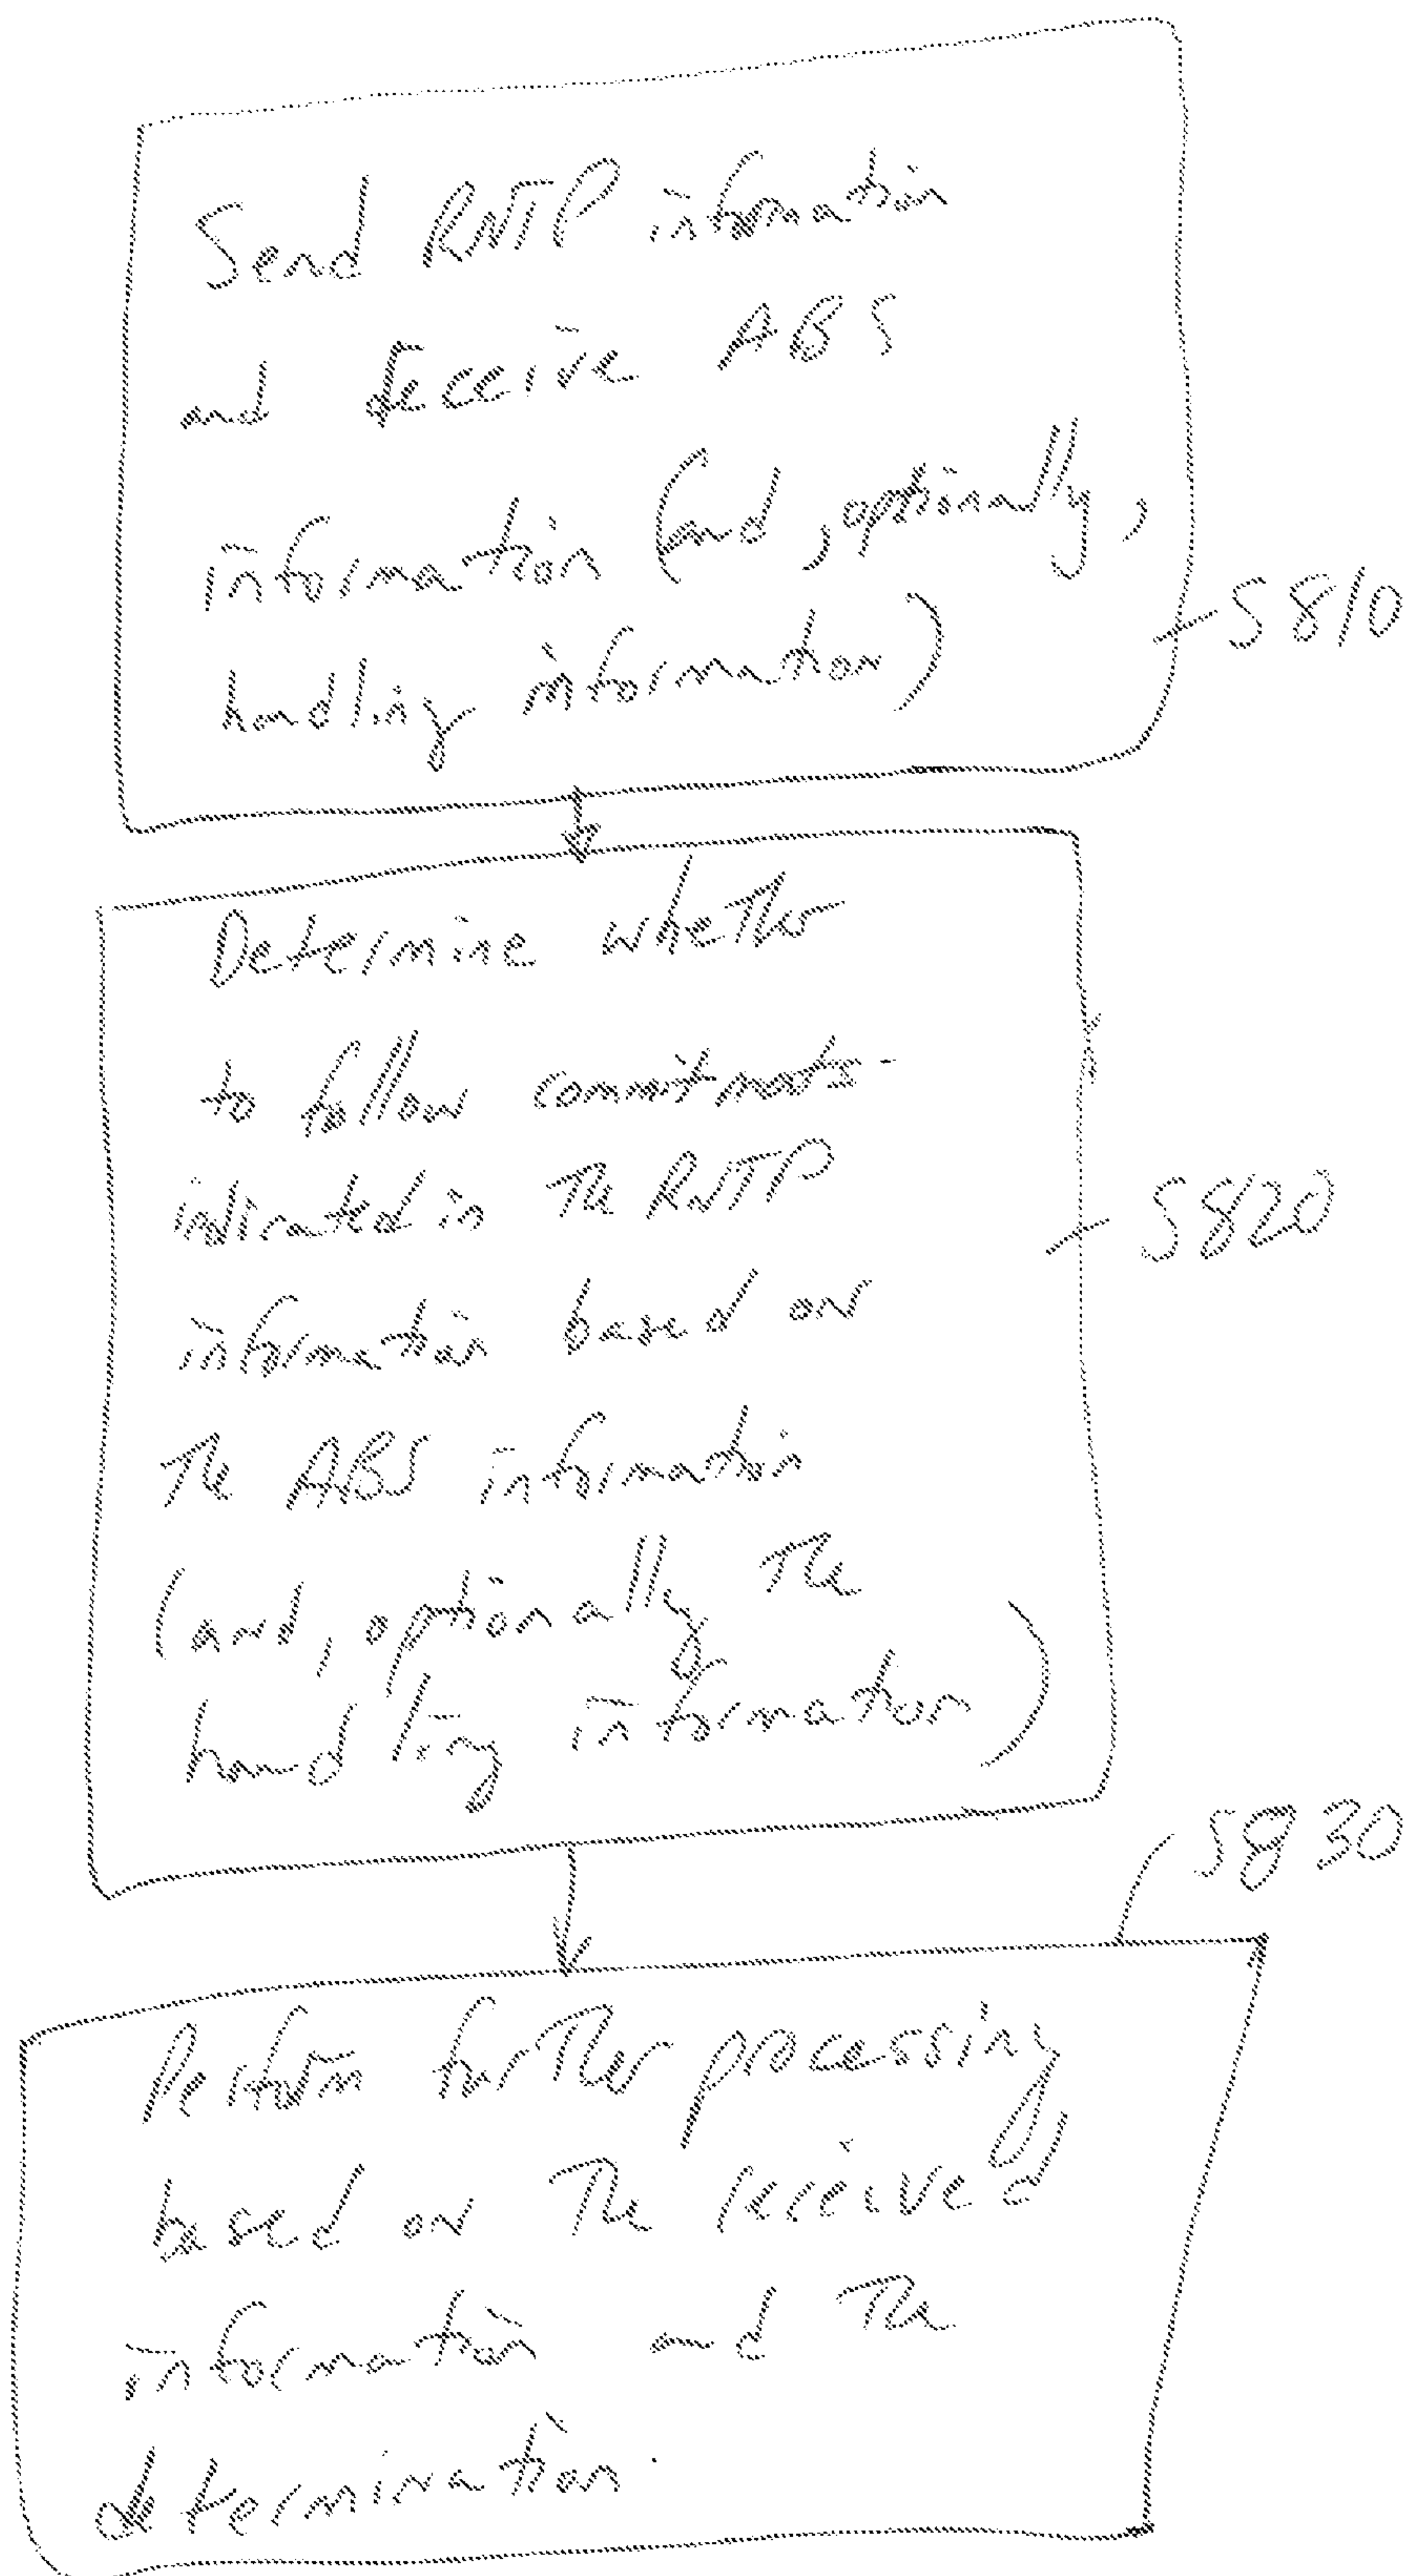 Send RNTP information
and receive ABS
information (and, optionally,
handling information)
S810
Determine whether
to follow commitments
indicated in the RNTP
S820
information based on
the ABS information
(and, optionally the
handling information)
S830
Perform further processing
based on the received
information and the
determination.